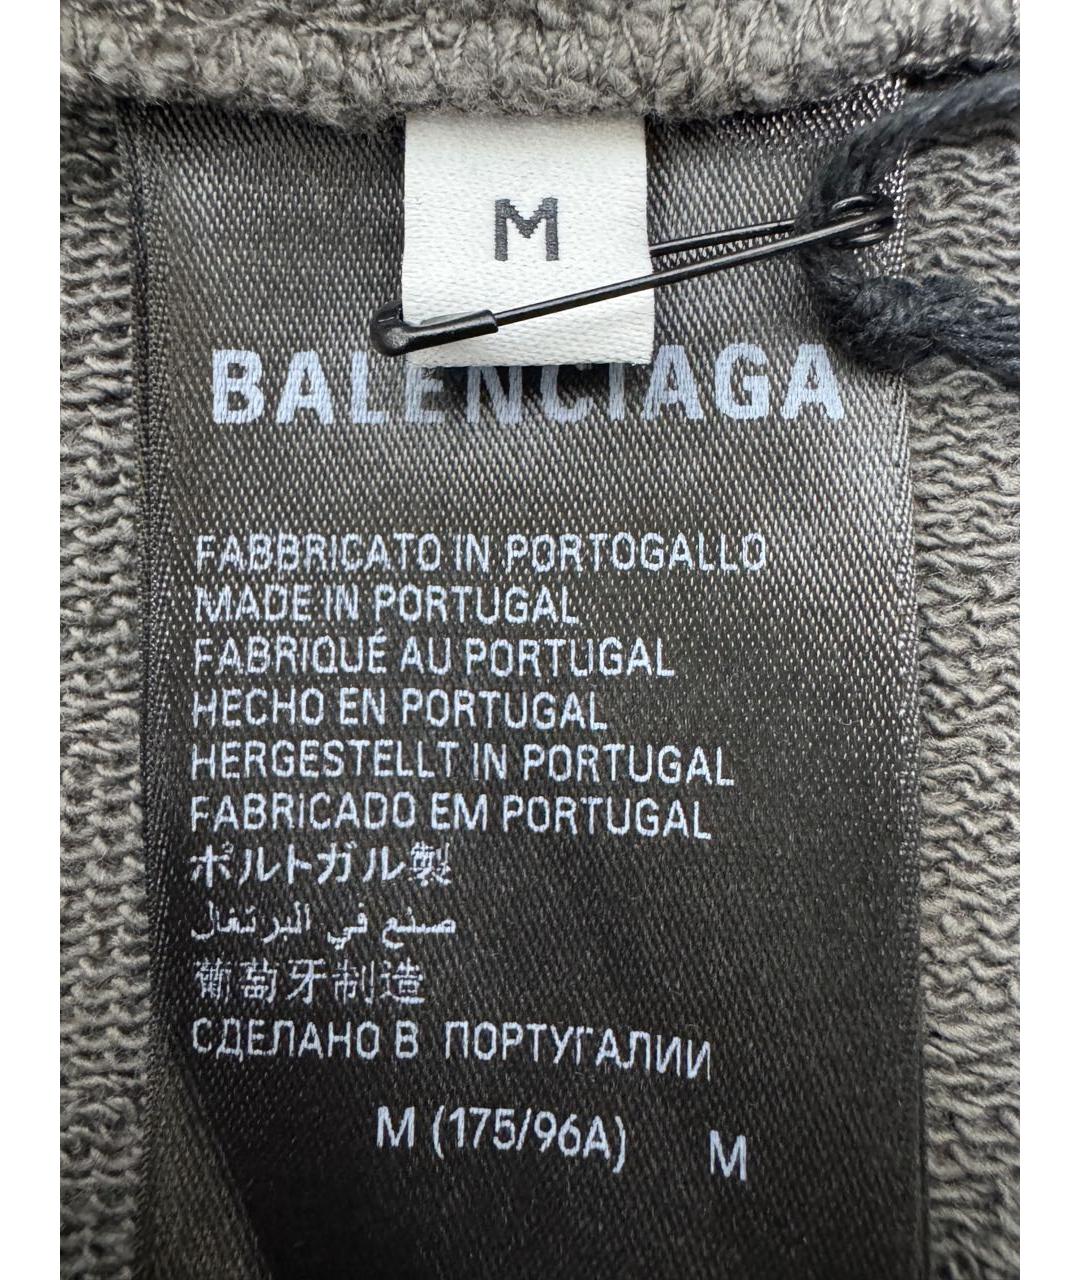 M
BALENCIAGA
FABBRICATO IN PORTOGALLO
MADE IN PORTUGAL
FABRIQUÉ AU PORTUGAL
HECHO EN PORTUGAL
HERGESTELLT IN PORTUGAL
FABRICADO EM PORTUGAL
ポルトガル製
صنع في البرتغال
葡萄牙制造
СДЕЛАНО В ПОРТУГАЛИИ
M (175/96A) M